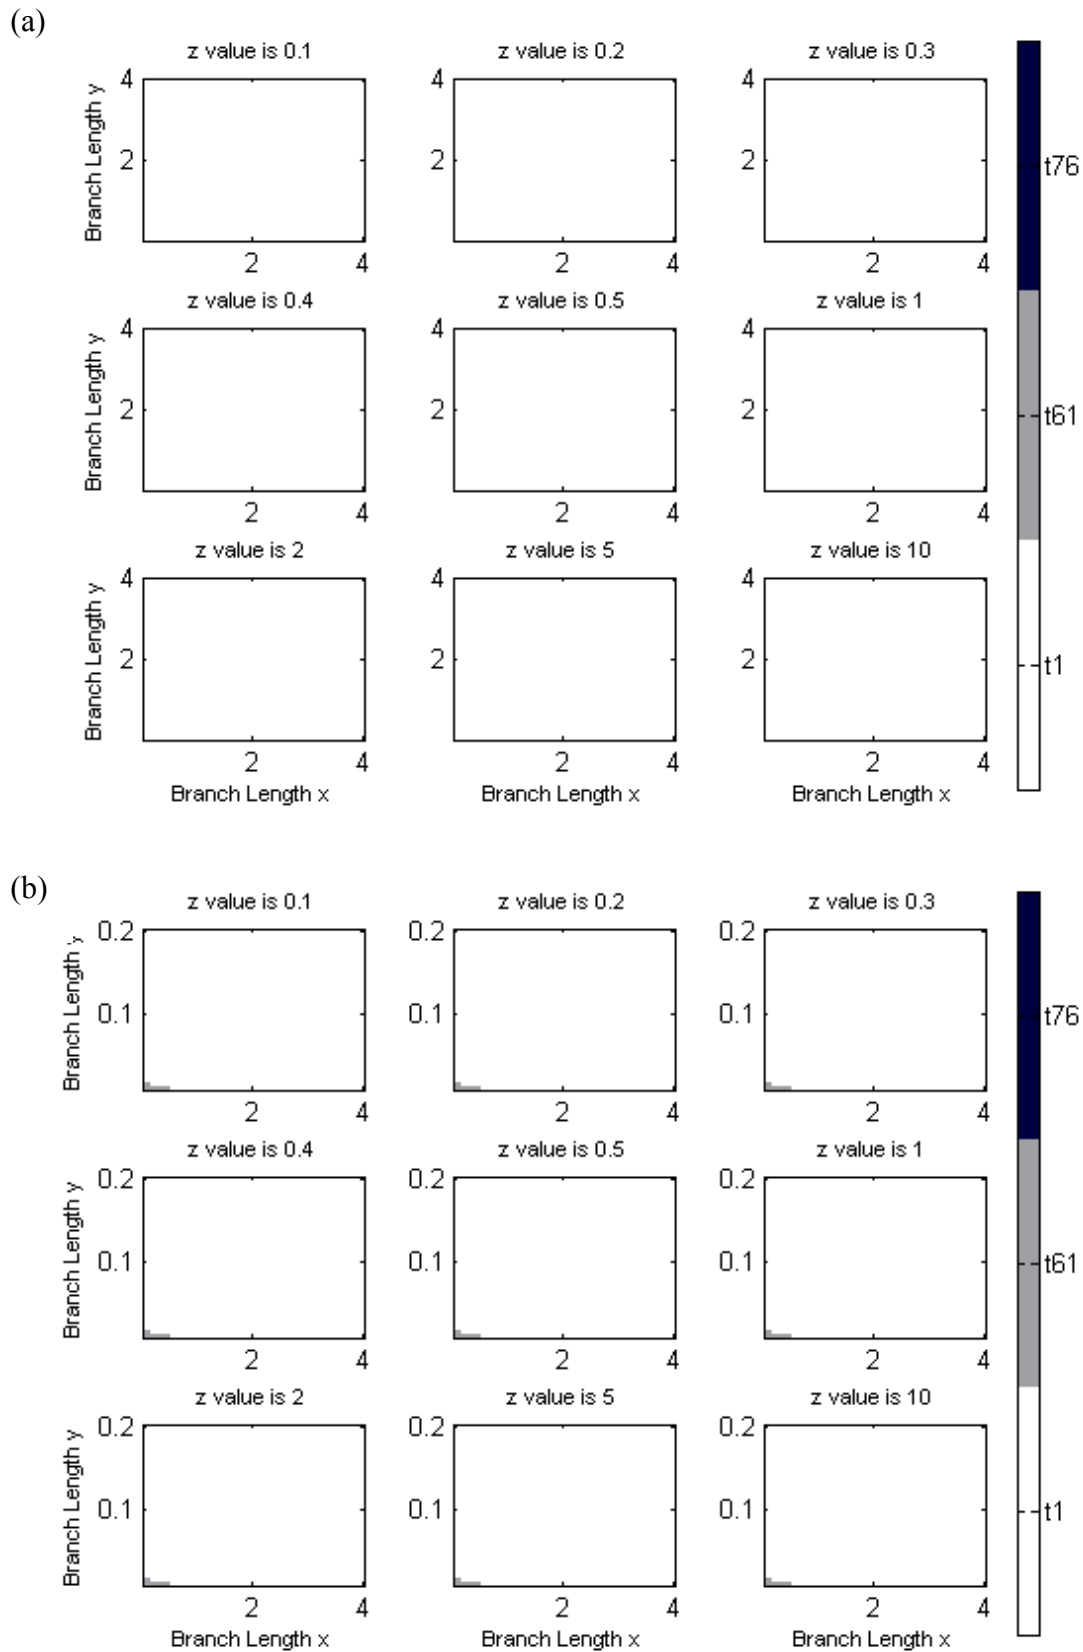 (a)
z value is 0.1
z value is 0.2
z value is 0.3
Branch Length y
4
2
2
4
4
2
2
4
4
2
2
4
z value is 0.4
z value is 0.5
z value is 1
Branch Length y
4
2
2
4
4
2
2
4
4
2
2
4
z value is 2
z value is 5
z value is 10
Branch Length y
4
2
2
4
4
2
2
4
4
2
2
4
Branch Length x
Branch Length x
Branch Length x
t76
t61
t1
(b)
z value is 0.1
z value is 0.2
z value is 0.3
Branch Length y
0.2
0.1
2
4
0.2
0.1
2
4
0.2
0.1
2
4
z value is 0.4
z value is 0.5
z value is 1
Branch Length y
0.2
0.1
2
4
0.2
0.1
2
4
0.2
0.1
2
4
z value is 2
z value is 5
z value is 10
Branch Length y
0.2
0.1
2
4
0.2
0.1
2
4
0.2
0.1
2
4
Branch Length x
Branch Length x
Branch Length x
t76
t61
t1